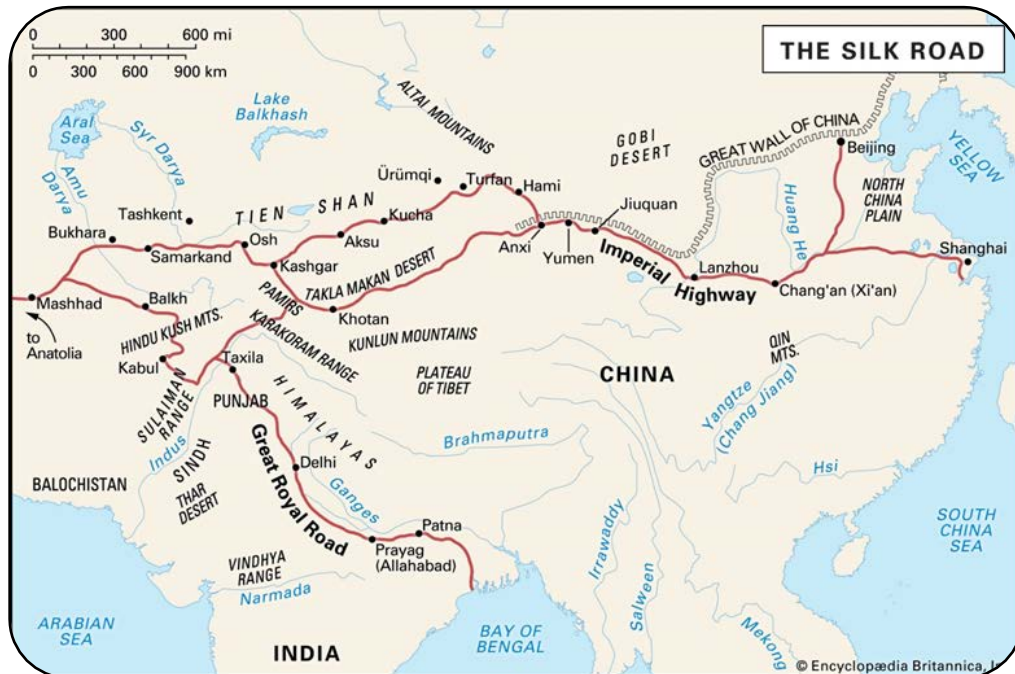 0 300 600 mi
0 300 600 900 km
THE SILK ROAD
ALTAI MOUNTAINS
Lake
Balkhash
Aral
Sea
Syr Darya
Amu
Darya
GOBI
DESERT
GREAT WALL OF CHINA
Beijing
YELLOW
SEA
Ürümqi
Turfan
Hami
Huang He
NORTH
CHINA
PLAIN
Tashkent
TIEN SHAN
Kucha
Jiuquan
Bukhara
Osh
Aksu
Anxi
Yumen
Imperial
Highway
Shanghai
Samarkand
Kashgar
TAKLA MAKAN DESERT
Lanzhou
Chang'an (Xi'an)
Mashhad
Balkh
PAMIRS
Khotan
to
Anatolia
HINDU KUSH MTS.
KARAKORAM RANGE
KUNLUN MOUNTAINS
QIN
MTS.
Kabul
Taxila
PLATEAU
OF TIBET
CHINA
SULAIMAN
RANGE
PUNJAB
HIMALAYAS
Yangtze
(Chang Jiang)
Indus
SINDH
Great Royal Road
Brahmaputra
Delhi
Hsi
BALOCHISTAN
THAR
DESERT
Ganges
Patna
Prayag
(Allahabad)
Irrawaddy
Salween
SOUTH
CHINA
SEA
VINDHYA
RANGE
Narmada
Mekong
ARABIAN
SEA
INDIA
BAY OF
BENGAL
© Encyclopædia Britannica, I